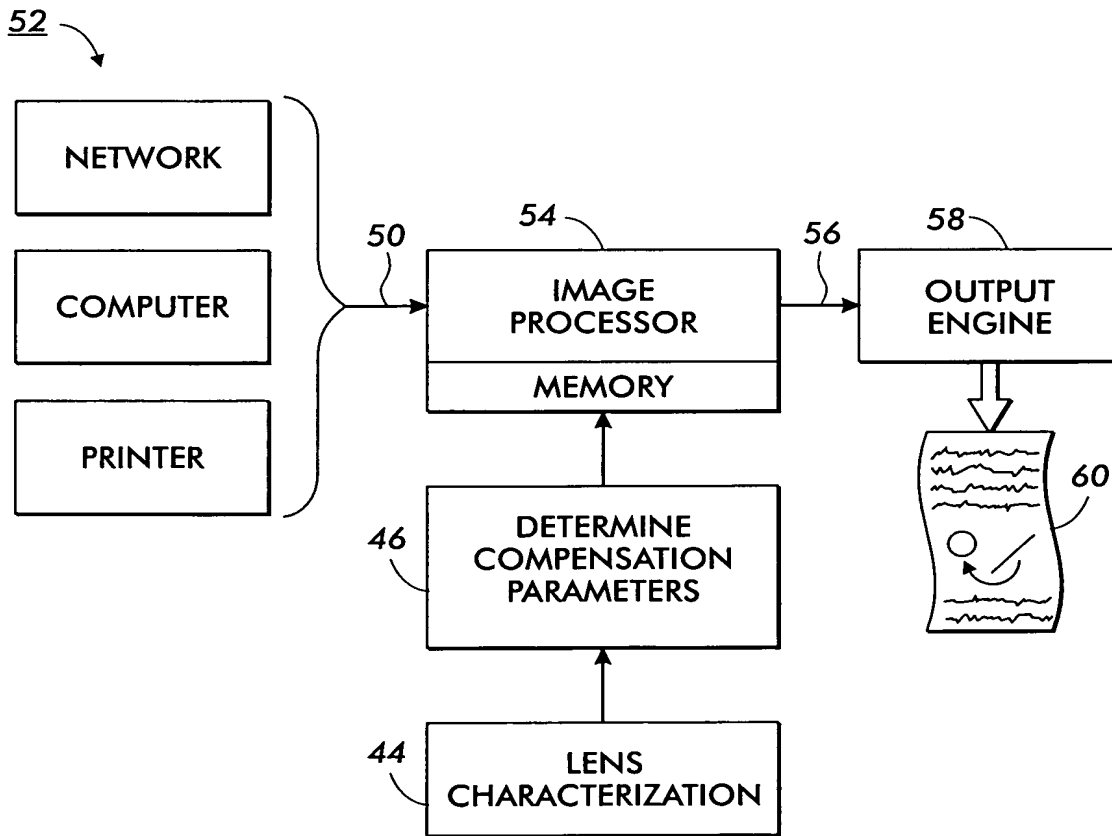 52
NETWORK
COMPUTER
PRINTER
50
54
IMAGE
PROCESSOR
MEMORY
56
58
OUTPUT
ENGINE
60
46
DETERMINE
COMPENSATION
PARAMETERS
44
LENS
CHARACTERIZATION